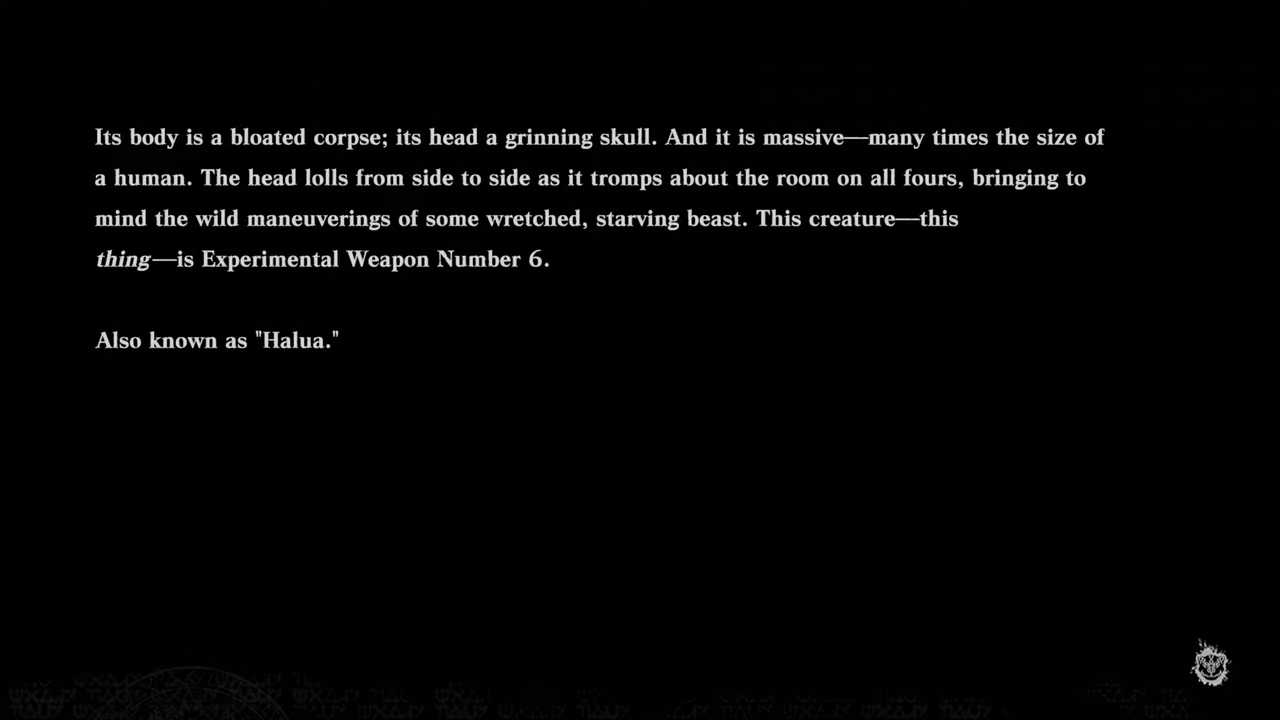 Its body is a bloated corpse; its head a grinning skull. And it is massive—many times the size of
a human. The head lolls from side to side as it tromps about the room on all fours, bringing to
mind the wild maneuverings of some wretched, starving beast. This creature—this
thing—is Experimental Weapon Number 6.
Also known as "Halua."